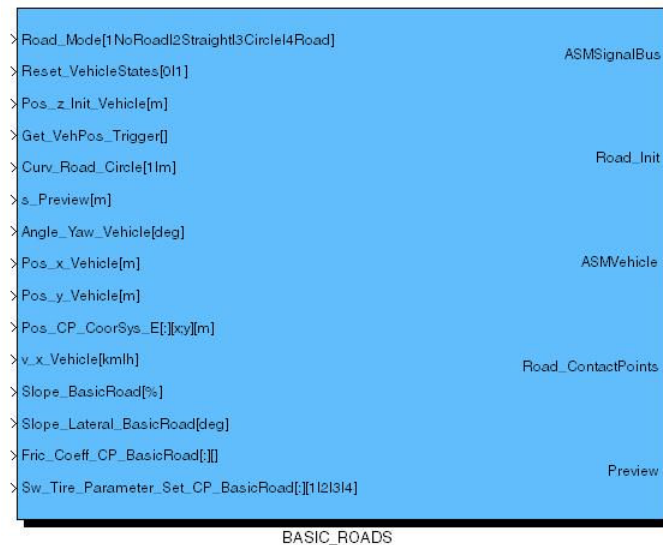 Road_Mode[1NoRoad|2Straight|3Circle|4Road]
ASMSignalBus
Reset_VehicleStates[0|1]
Pos_z_Init_Vehicle[m]
Get_VehPos_Trigger[]
Road_Init
Curv_Road_Circle[1|m]
s_Preview[m]
Angle_Yaw_Vehicle[deg]
Pos_x_Vehicle[m]
ASMVehicle
Pos_y_Vehicle[m]
Pos_CP_CoorSys_E[:][x;y][m]
v_x_Vehicle[km|h]
Road_ContactPoints
Slope_BasicRoad[%]
Slope_Lateral_BasicRoad[deg]
Fric_Coeff_CP_BasicRoad[:][]
Preview
Sw_Tire_Parameter_Set_CP_BasicRoad[:][1|2|3|4]
BASIC_ROADS